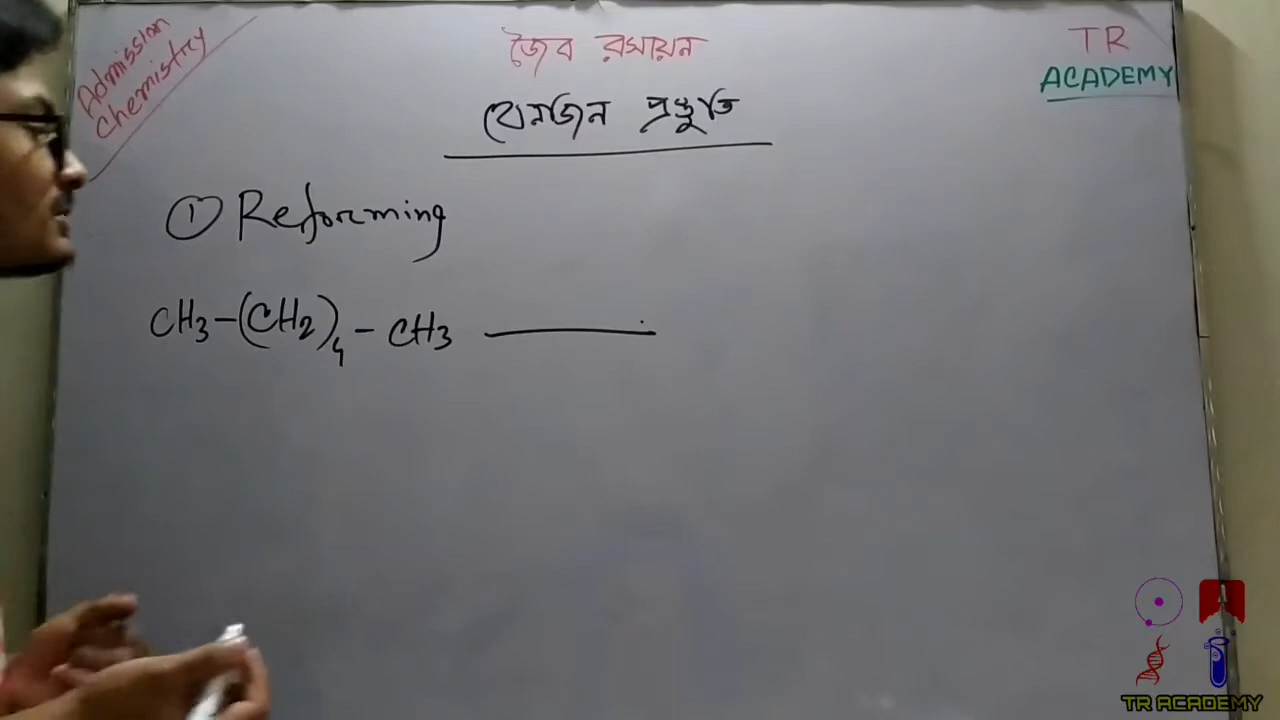 Admission
Chemistry
জৈব রসায়ন
TR
ACADEMY
বেনজিন প্রস্তুতি
① Reforming
CH3-(CH2)4-CH3
TR ACADEMY